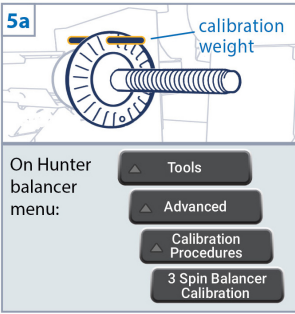 5a
calibration
weight
On Hunter
balancer
menu:
Tools
Advanced
Calibration
Procedures
3 Spin Balancer
Calibration